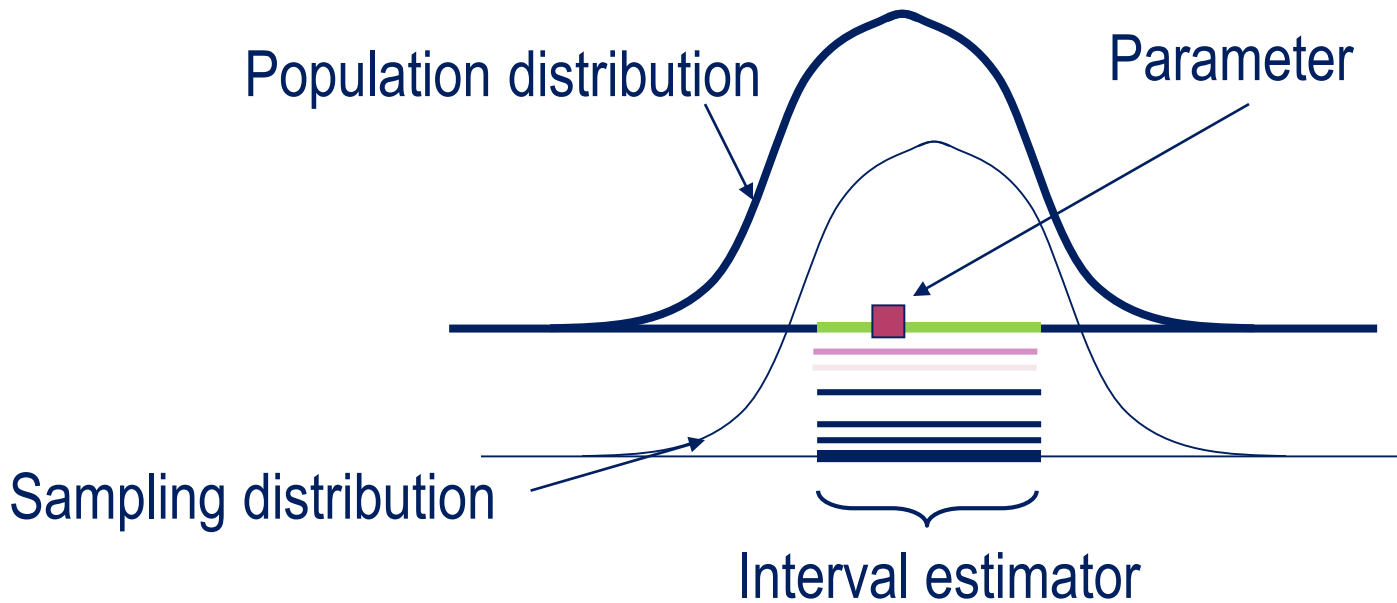 Population distribution
Parameter
Sampling distribution
Interval estimator